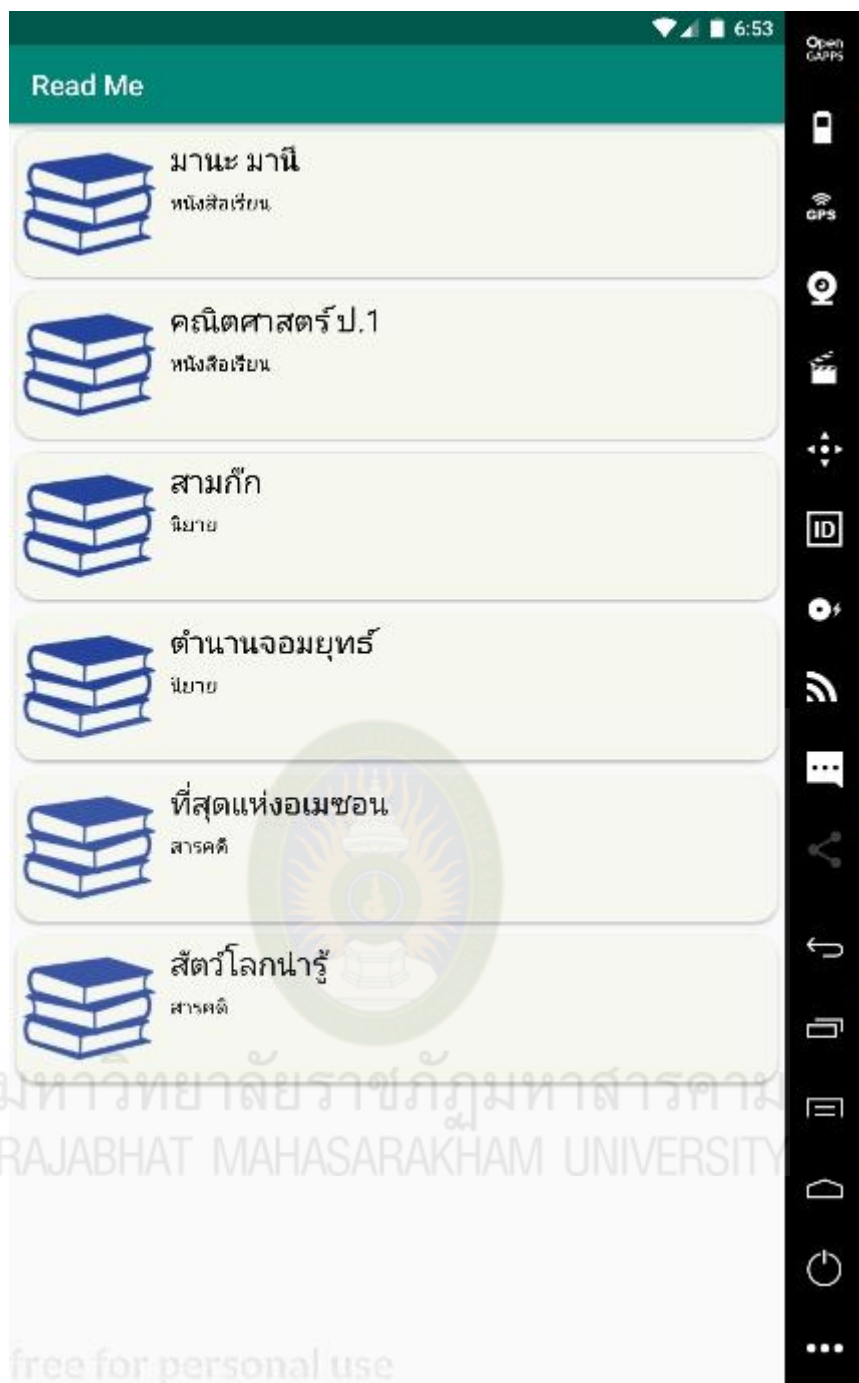 6:53
Open
GAPPS
Read Me
มานะ มานี
หนังสือเรียน
GPS
คณิตศาสตร์ ป.1
หนังสือเรียน
สามก๊ก
นิยาย
ID
ตำนานจอมยุทธ์
นิยาย
ที่สุดแห่งอเมซอน
สารคดี
สัตว์โลกน่ารู้
สารคดี
มหาวิทยาลัยราชภัฏมหาสารคาม
RAJABHAT MAHASARAKHAM UNIVERSITY
free for personal use